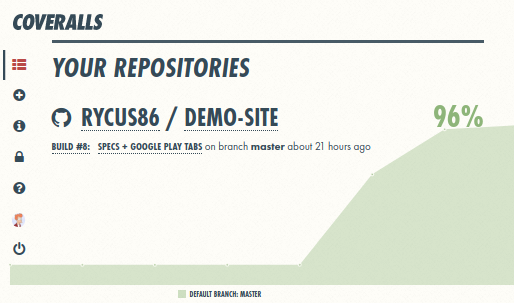 COVERALLS
YOUR REPOSITORIES
RYCUS86 / DEMO-SITE
96%
BUILD #8: SPECS + GOOGLE PLAY TABS on branch master about 21 hours ago
DEFAULT BRANCH: MASTER